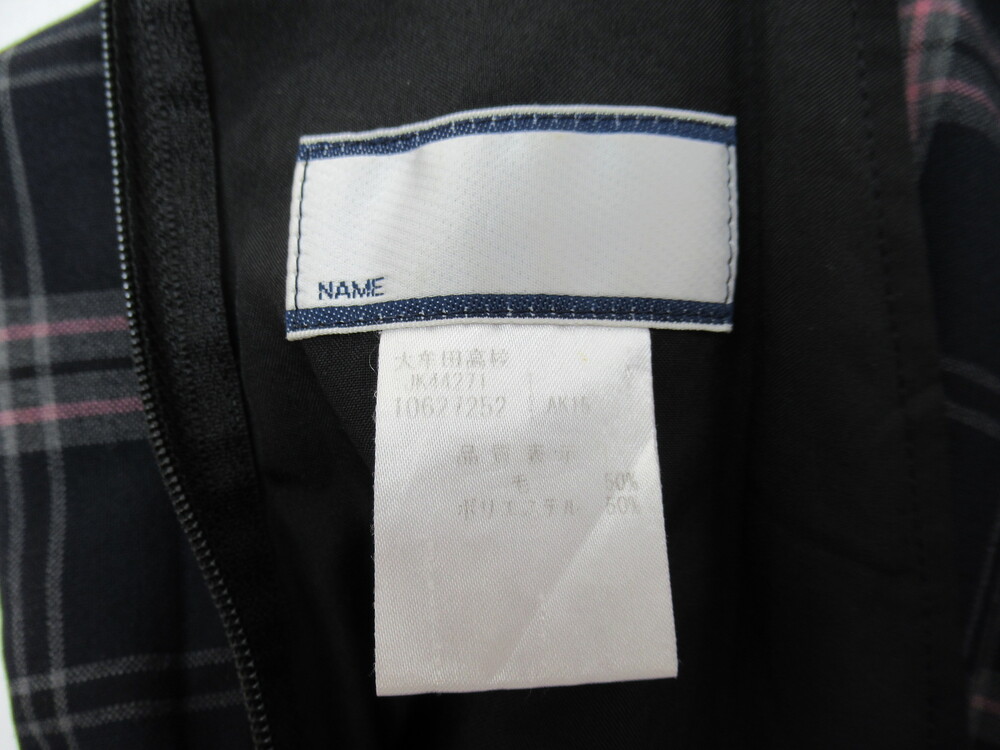 NAME
大牟田高校
JK44271
10627252 AK15
品質表示
毛 50%
ポリエステル 50%